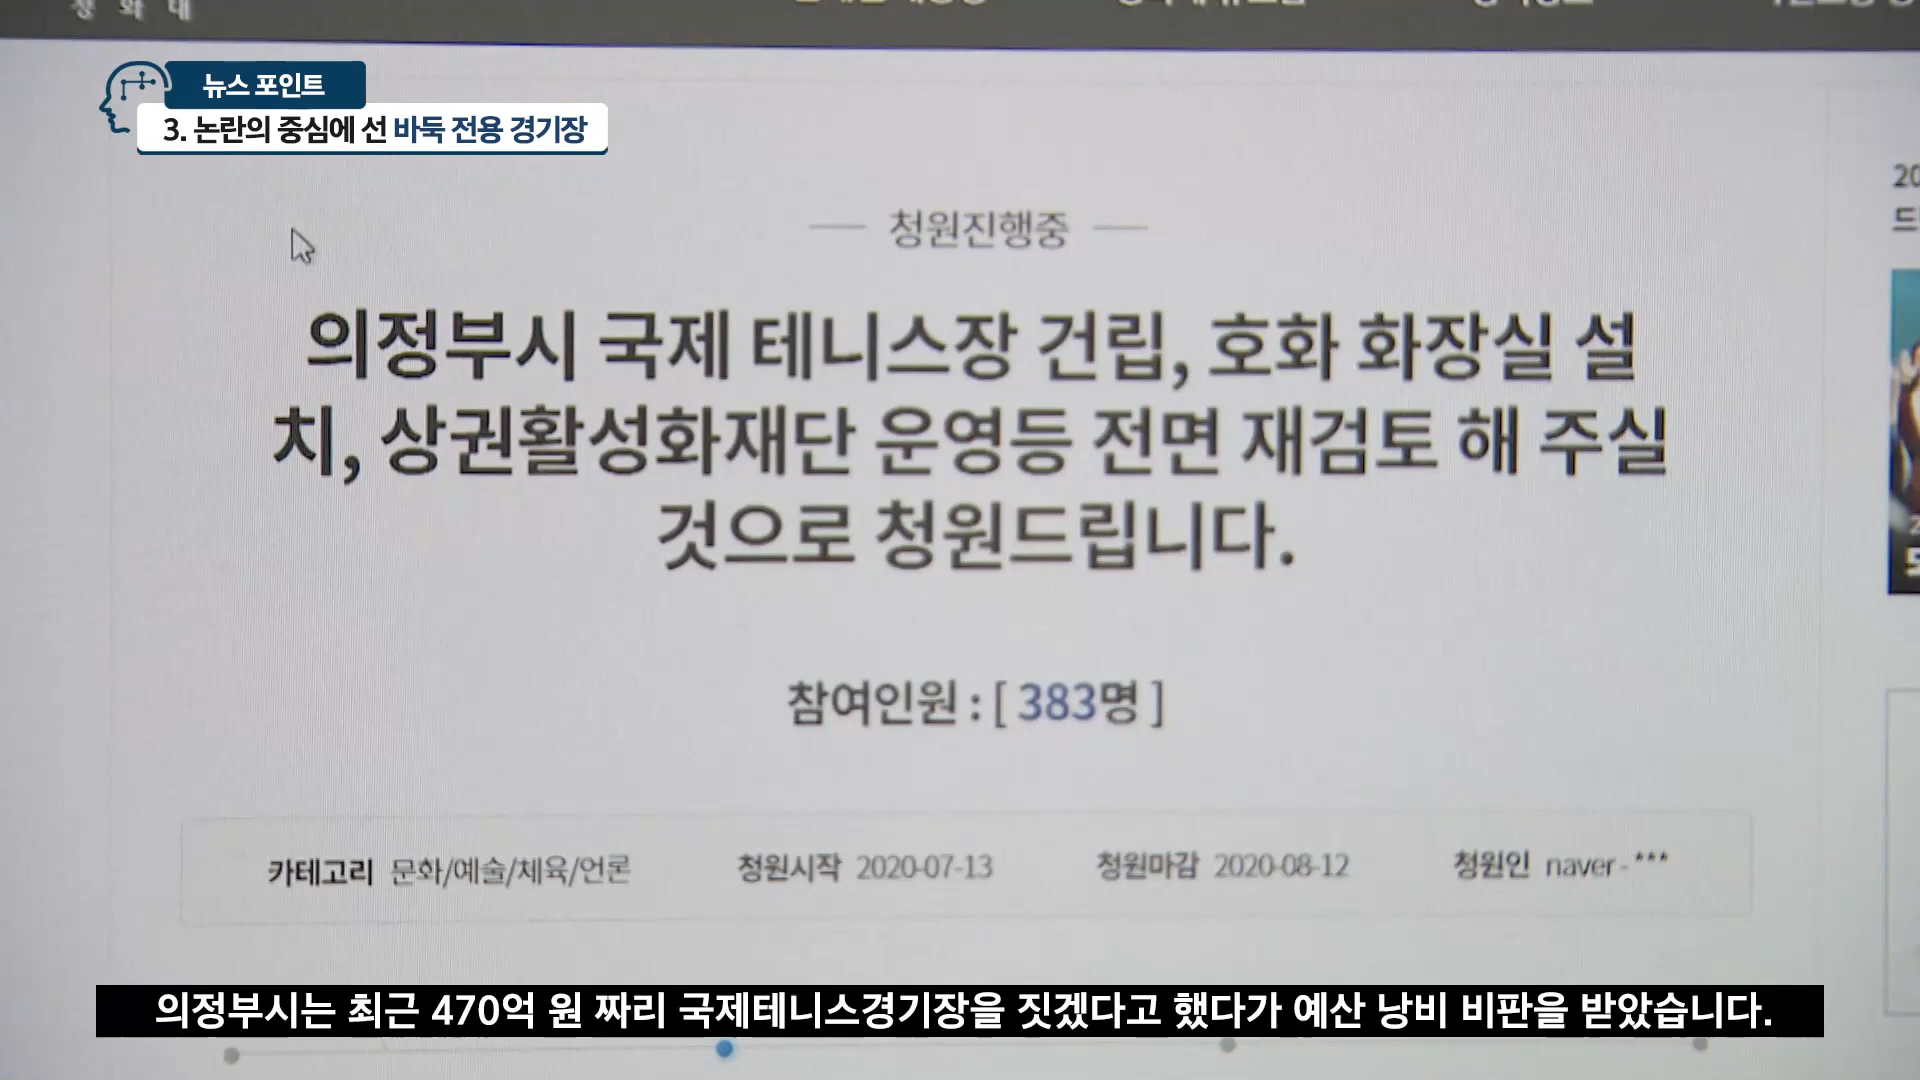 청 화 대
뉴스 포인트
3. 논란의 중심에 선 바둑 전용 경기장
청원진행중
의정부시 국제 테니스장 건립, 호화 화장실 설
치, 상권활성화재단 운영등 전면 재검토 해 주실
것으로 청원드립니다.
참여인원 : [ 383명 ]
카테고리 문화/예술/체육/언론 청원시작 2020-07-13 청원마감 2020-08-12 청원인 naver - ***
의정부시는 최근 470억 원 짜리 국제테니스경기장을 짓겠다고 했다가 예산 낭비 비판을 받았습니다.